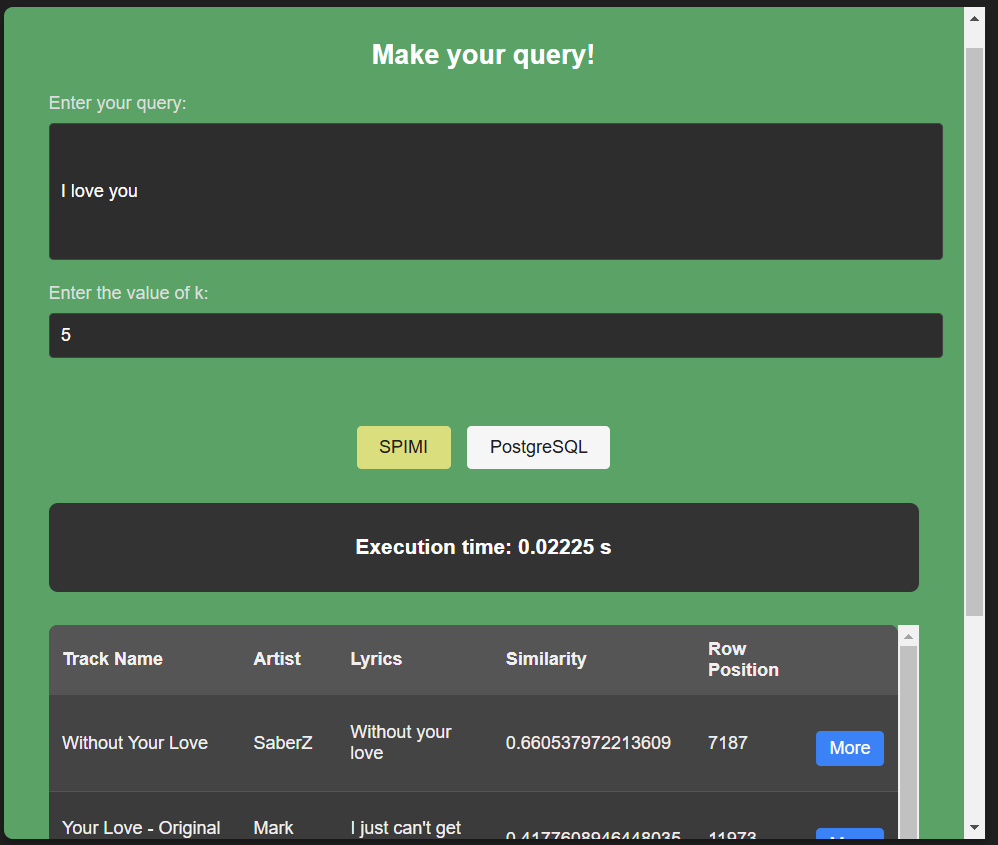 Make your query!
Enter your query:
I love you
Enter the value of k:
5
SPIMI PostgreSQL
Execution time: 0.02225 s
Track Name Artist Lyrics Similarity Row Position
Without Your Love SaberZ Without your love 0.660537972213609 7187 More
Your Love - Original Mark I just can't get 0.4177608946448035 11973